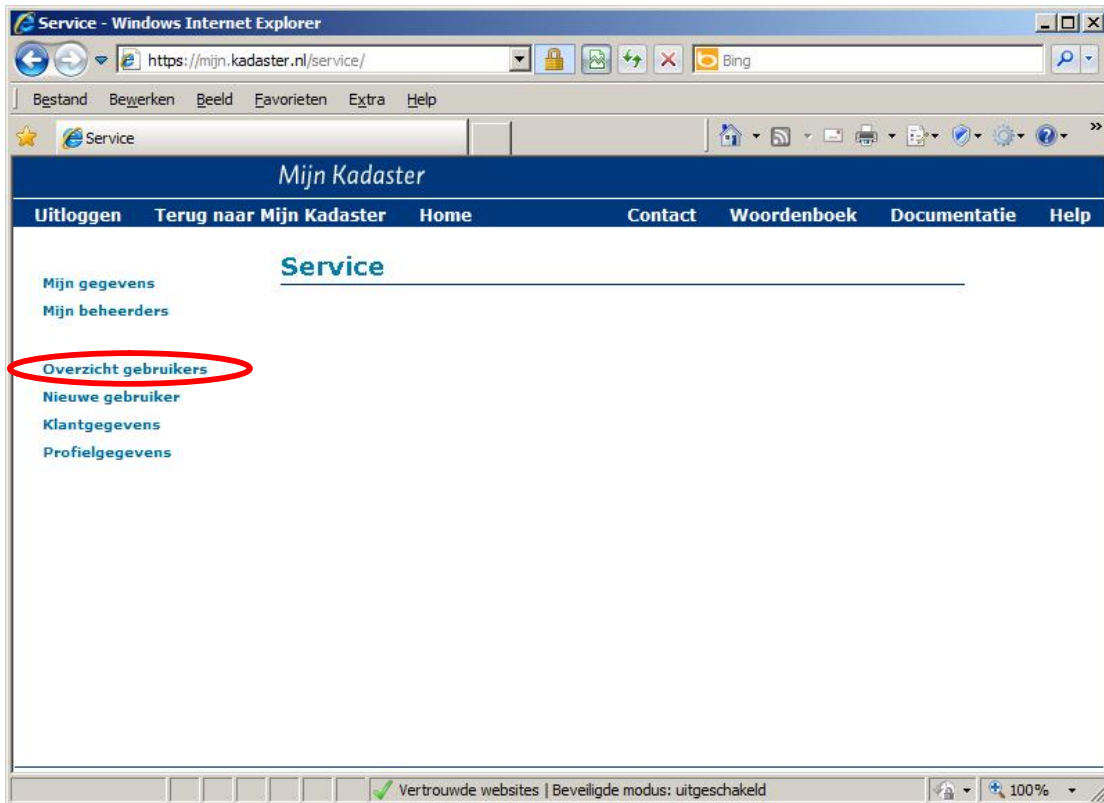 Service - Windows Internet Explorer
https://mijn.kadaster.nl/service/ Bing
Bestand Bewerken Beeld Favorieten Extra Help
Service »
Mijn Kadaster
Uitloggen Terug naar Mijn Kadaster Home Contact Woordenboek Documentatie Help
Service
Mijn gegevens
Mijn beheerders
Overzicht gebruikers
Nieuwe gebruiker
Klantgegevens
Profielgegevens
Vertrouwde websites | Beveiligde modus: uitgeschakeld 100%